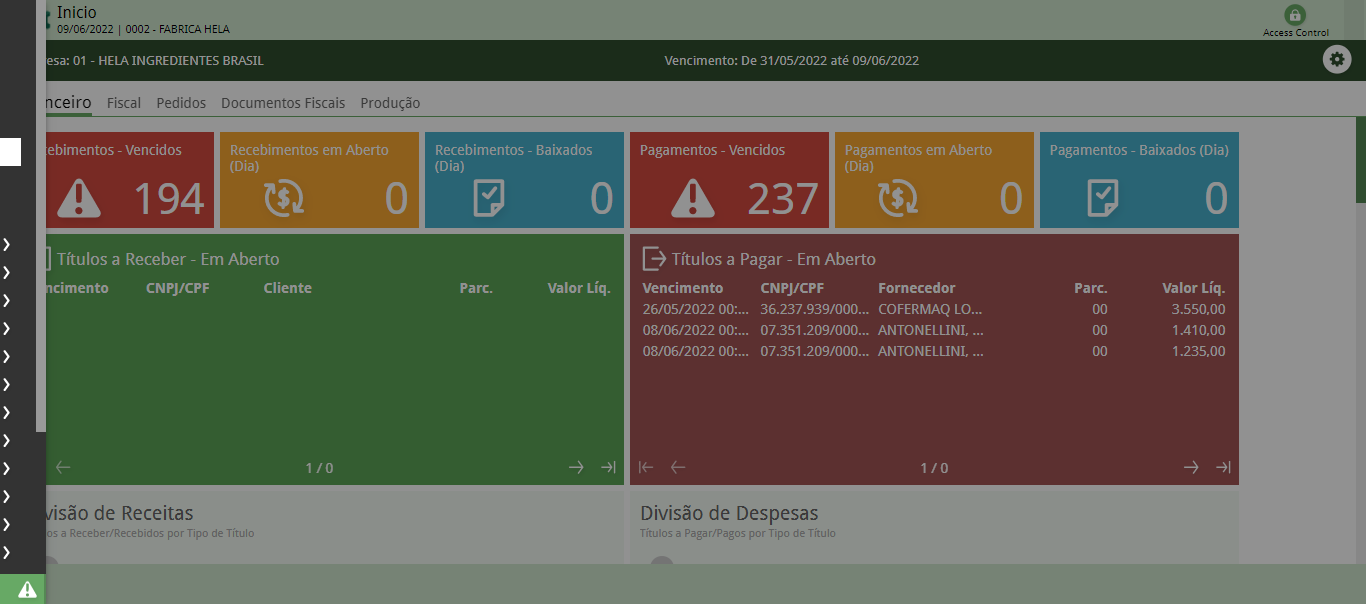 Inicio
09/06/2022 | 0002 - FABRICA HELA
Access Control
esa: 01 - HELA INGREDIENTES BRASIL
Vencimento: De 31/05/2022 até 09/06/2022
nceiro Fiscal Pedidos Documentos Fiscais Produção
ebimentos - Vencidos
194
Recebimentos em Aberto
(Dia)
0
Recebimentos - Baixados
(Dia)
0
Pagamentos - Vencidos
237
Pagamentos em Aberto
(Dia)
0
Pagamentos - Baixados (Dia)
0
Títulos a Receber - Em Aberto
ncimento CNPJ/CPF Cliente Parc. Valor Líq.
1 / 0
Títulos a Pagar - Em Aberto
Vencimento CNPJ/CPF Fornecedor Parc. Valor Líq.
26/05/2022 00:... 36.237.939/000... COFERMAQ LO... 00 3.550,00
08/06/2022 00:... 07.351.209/000... ANTONELLINI, ... 00 1.410,00
08/06/2022 00:... 07.351.209/000... ANTONELLINI, ... 00 1.235,00
1 / 0
visão de Receitas
os a Receber/Recebidos por Tipo de Título
Divisão de Despesas
Títulos a Pagar/Pagos por Tipo de Título